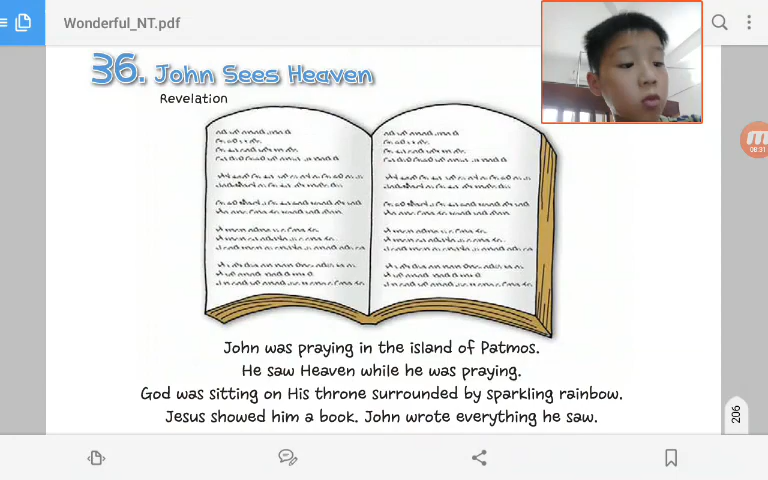 Wonderful_NT.pdf
36. John Sees Heaven
Revelation
John was praying in the island of Patmos.
He saw Heaven while he was praying.
God was sitting on His throne surrounded by sparkling rainbow.
Jesus showed him a book. John wrote everything he saw.
206
08:31